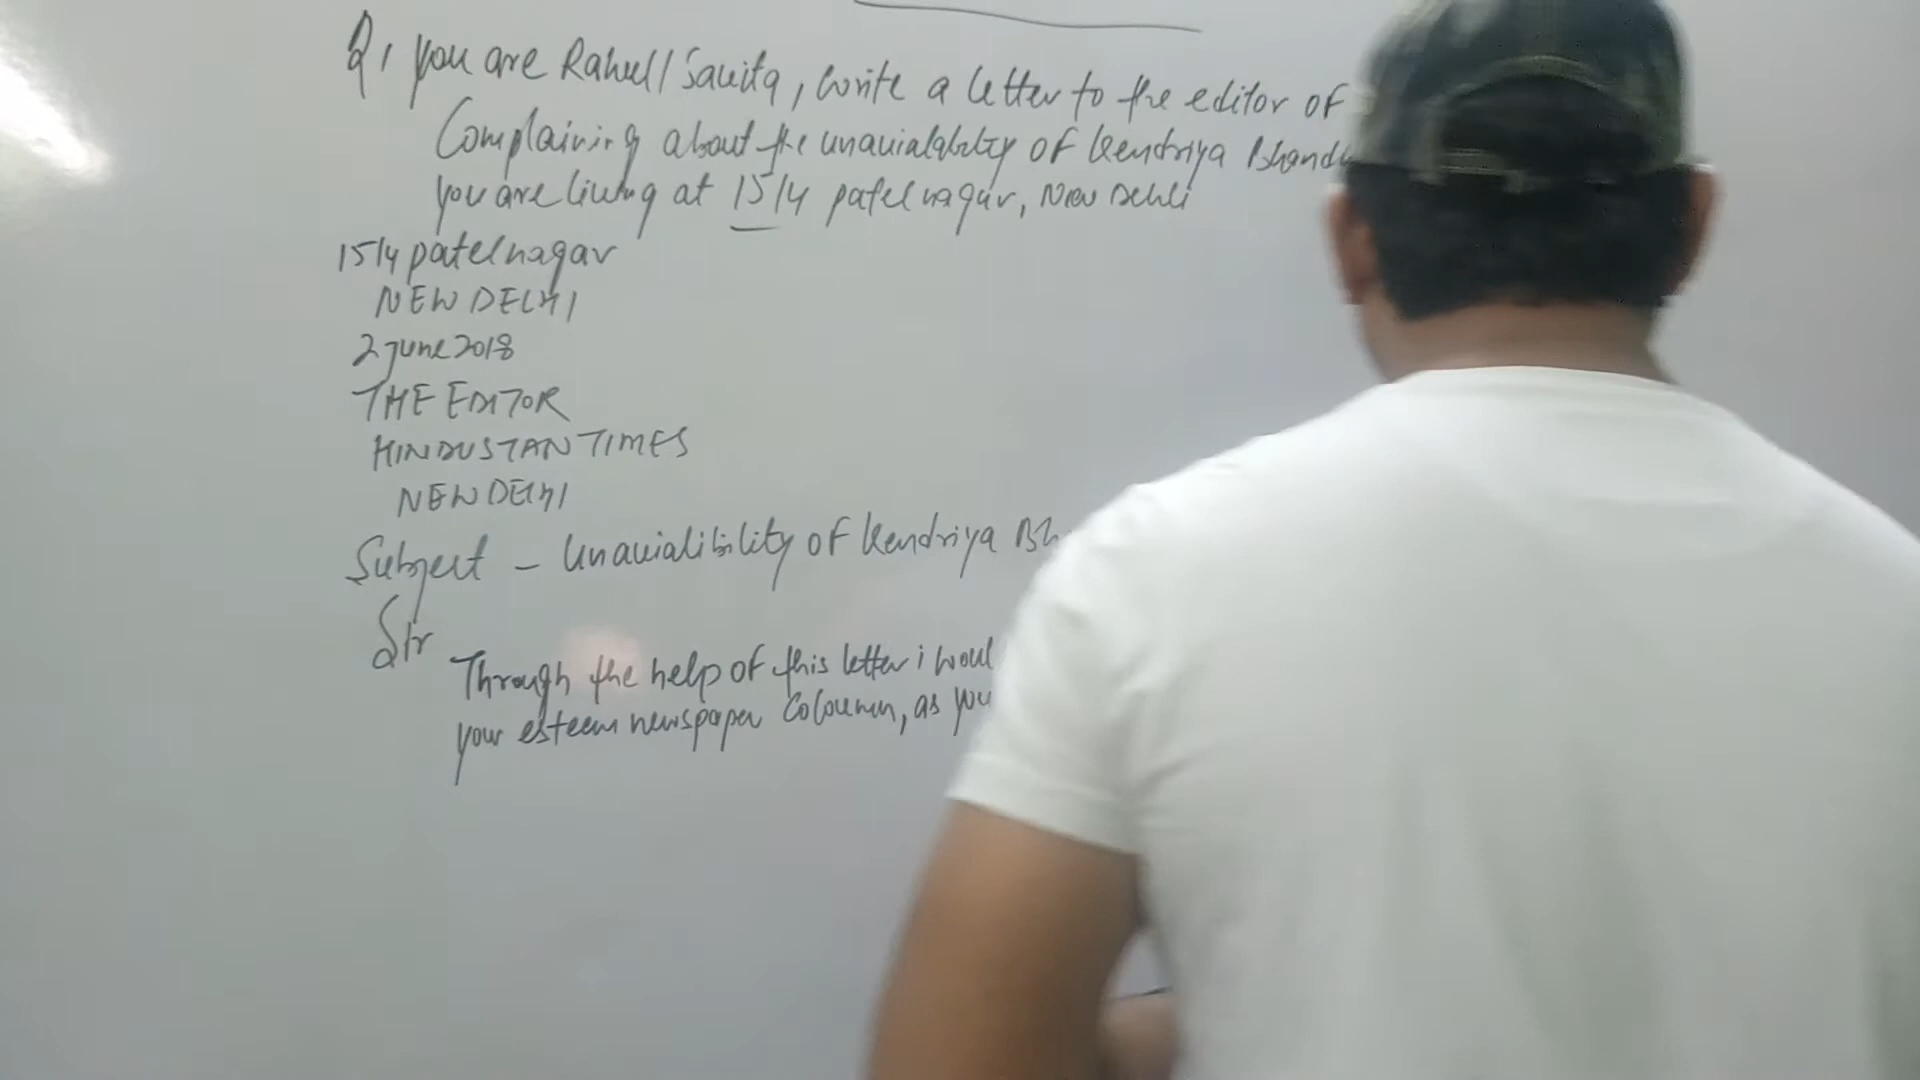 Q, you are Rahul/Savita, write a letter to the editor of
Complaining about the unavialablity of Kendriya Bhand
you are living at 15/4 patel nagar, New Dehli
15/4 patel nagar
NEW DELHI
2 june 2018
THE EDITOR
HINDUSTAN TIMES
NEW DELHI
Subject - Unavialibility of Kendriya Bh
Sir
Through the help of this letter i woul
your esteem newspaper coloumn, as you